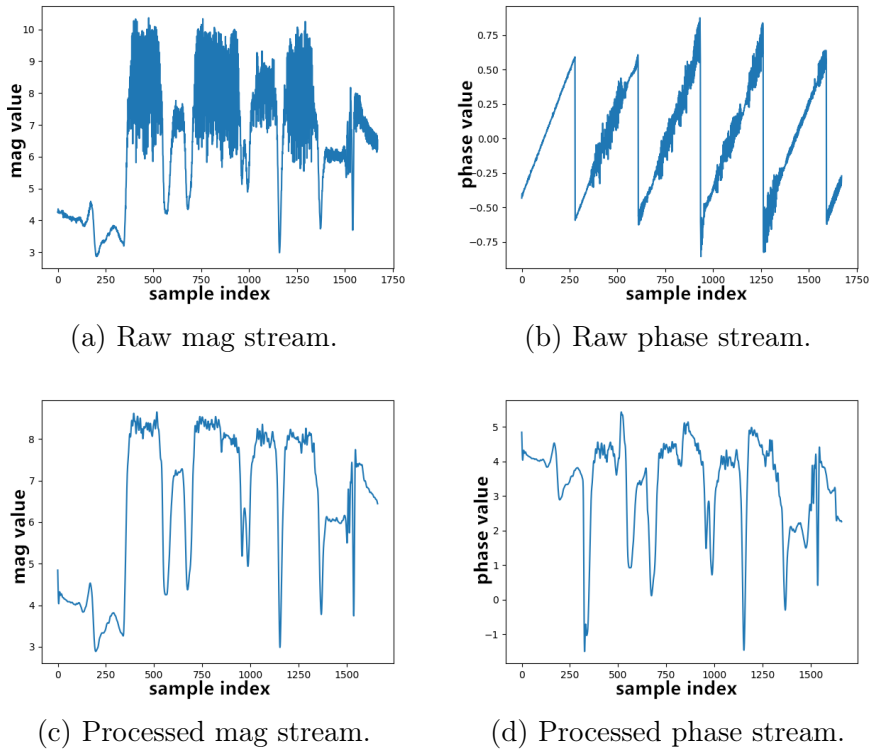 10
9
8
7
6
5
4
3
mag value
0 250 500 750 1000 1250 1500 1750
sample index
(a) Raw mag stream.
0.75
0.50
0.25
0.00
−0.25
−0.50
−0.75
phase value
0 250 500 750 1000 1250 1500 1750
sample index
(b) Raw phase stream.
8
7
6
5
4
3
mag value
0 250 500 750 1000 1250 1500
sample index
(c) Processed mag stream.
5
4
3
2
1
0
−1
phase value
0 250 500 750 1000 1250 1500
sample index
(d) Processed phase stream.